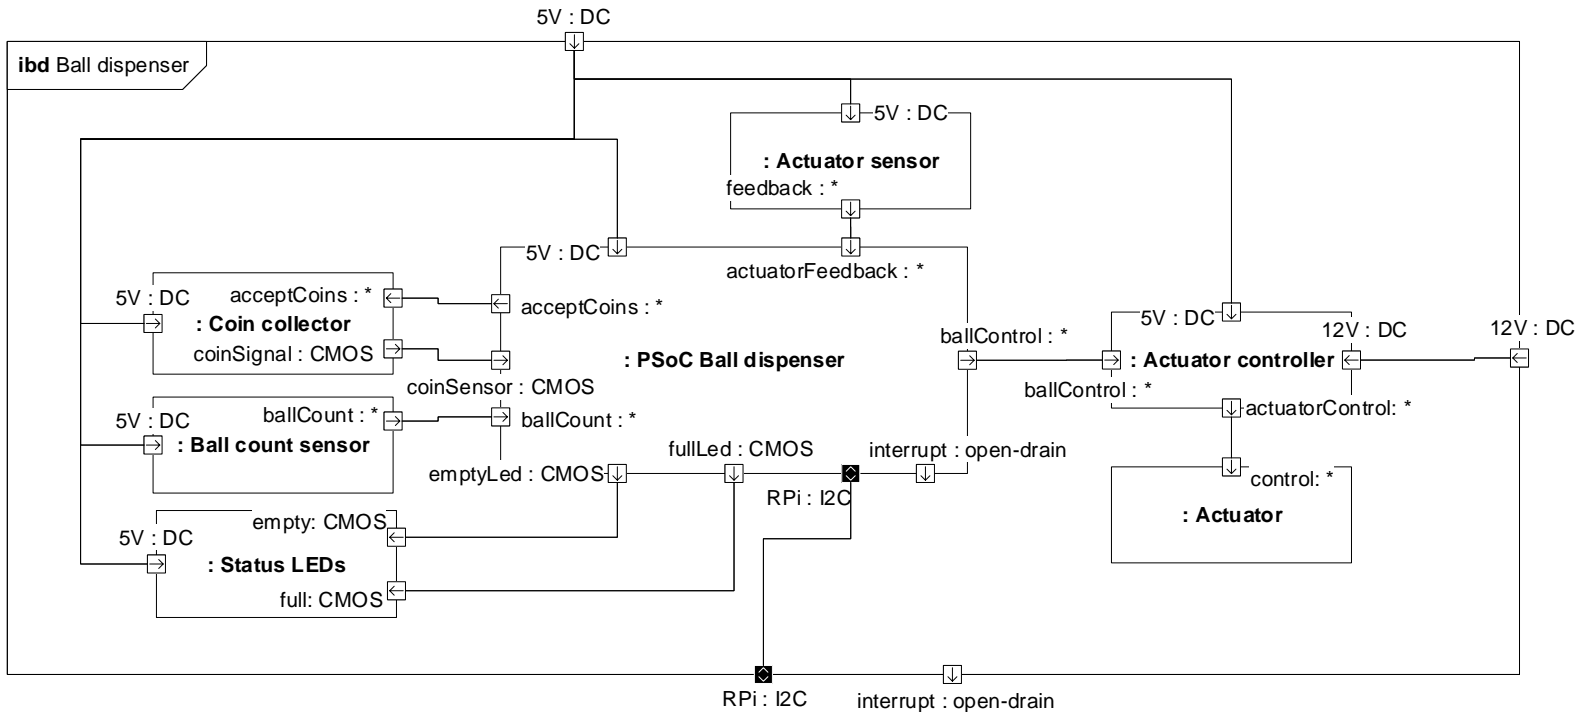 5V : DC
ibd Ball dispenser
5V : DC
: Actuator sensor
feedback : *
5V : DC
actuatorFeedback : *
5V : DC
acceptCoins : *
: Coin collector
coinSignal : CMOS
acceptCoins : *
coinSensor : CMOS
: PSoC Ball dispenser
ballControl : *
5V : DC
12V : DC
12V : DC
: Actuator controller
ballControl : *
actuatorControl: *
5V : DC
ballCount : *
: Ball count sensor
ballCount : *
emptyLed : CMOS
fullLed : CMOS
interrupt : open-drain
RPi : I2C
control: *
: Actuator
empty: CMOS
5V : DC
: Status LEDs
full: CMOS
RPi : I2C
interrupt : open-drain